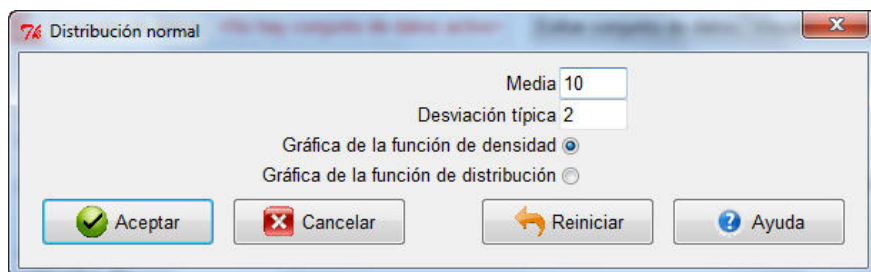 Distribución normal
Media 10
Desviación típica 2
Gráfica de la función de densidad
Gráfica de la función de distribución
Aceptar Cancelar Reiniciar Ayuda